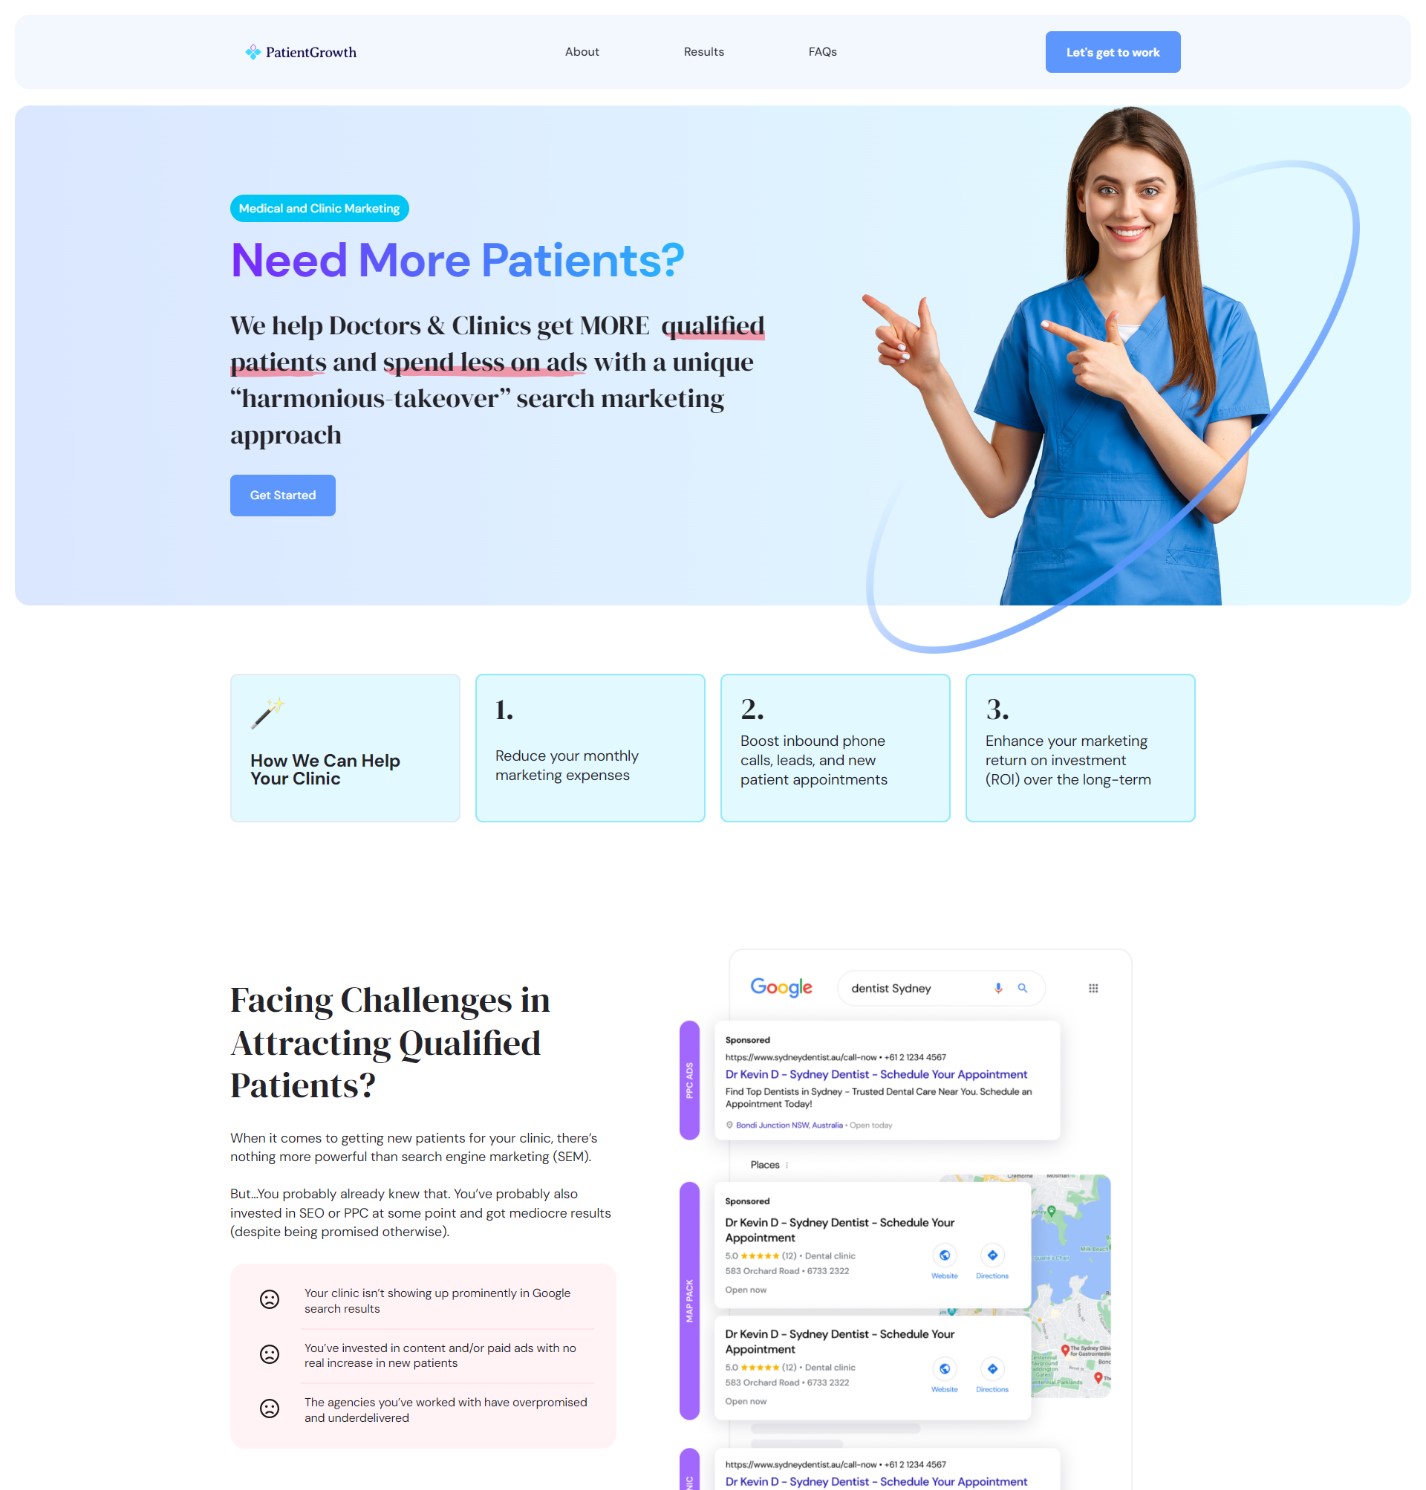 PatientGrowth
About
Results
FAQs
Let's get to work
Medical and Clinic Marketing
Need More Patients?
We help Doctors & Clinics get MORE qualified
patients and spend less on ads with a unique
“harmonious-takeover” search marketing
approach
Get Started
How We Can Help
Your Clinic
1.
Reduce your monthly
marketing expenses
2.
Boost inbound phone
calls, leads, and new
patient appointments
3.
Enhance your marketing
return on investment
(ROI) over the long-term
Facing Challenges in
Attracting Qualified
Patients?
When it comes to getting new patients for your clinic, there’s
nothing more powerful than search engine marketing (SEM).
But...You probably already knew that. You’ve probably also
invested in SEO or PPC at some point and got mediocre results
(despite being promised otherwise).
Your clinic isn’t showing up prominently in Google
search results
You’ve invested in content and/or paid ads with no
real increase in new patients
The agencies you’ve worked with have overpromised
and underdelivered
Google
dentist Sydney
PPC ADS
Sponsored
https://www.sydneydentist.au/call-now • +61 2 1234 4567
Dr Kevin D - Sydney Dentist - Schedule Your Appointment
Find Top Dentists in Sydney - Trusted Dental Care Near You. Schedule an
Appointment Today!
Bondi Junction NSW, Australia • Open today
Places
MAP PACK
Sponsored
Dr Kevin D - Sydney Dentist - Schedule Your
Appointment
5.0 ★★★★★ (12) • Dental clinic
583 Orchard Road • 6733 2322
Open now
Website
Directions
Dr Kevin D - Sydney Dentist - Schedule Your
Appointment
5.0 ★★★★★ (12) • Dental clinic
583 Orchard Road • 6733 2322
Open now
Website
Directions
The Sydney Clinic
for Gastrointest
https://www.sydneydentist.au/call-now • +61 2 1234 4567
Dr Kevin D - Sydney Dentist - Schedule Your Appointment